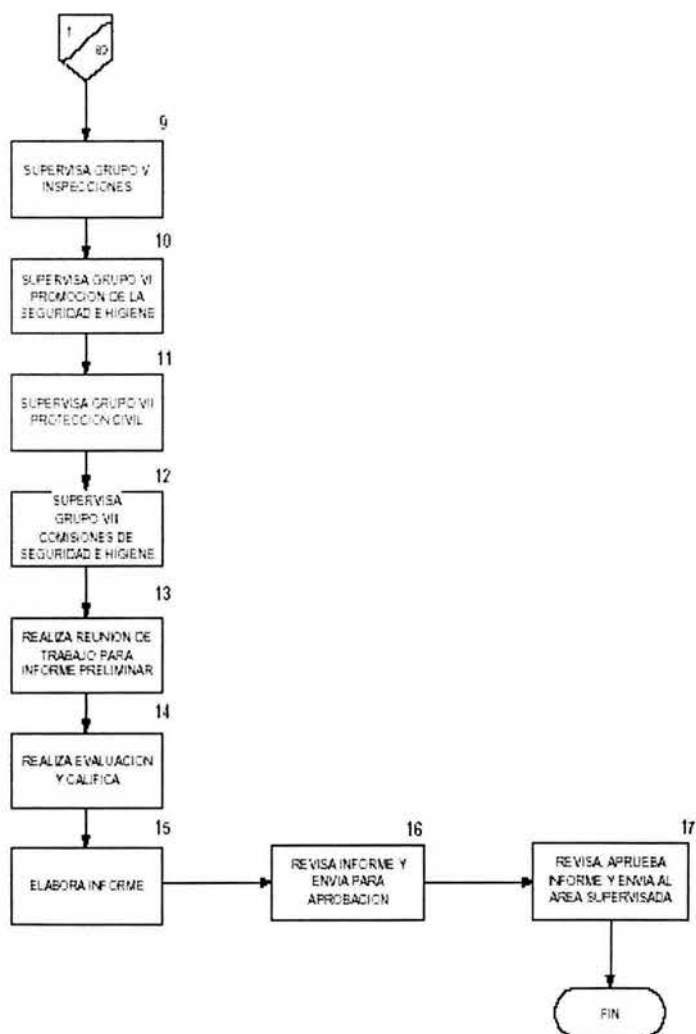 1
80
9
SUPERVISA GRUPO V
INSPECCIONES
10
SUPERVISA GRUPO VI
PROMOCION DE LA
SEGURIDAD E HIGIENE
11
SUPERVISA GRUPO VII
PROTECCION CIVIL
12
SUPERVISA
GRUPO VII
COMISIONES DE
SEGURIDAD E HIGIENE
13
REALIZA REUNION DE
TRABAJO PARA
INFORME PRELIMINAR
14
REALIZA EVALUACION
Y CALIFICA
15
ELABORA INFORME
16
REVISA INFORME Y
ENVIA PARA
APROBACION
17
REVISA, APRUEBA
INFORME Y ENVIA AL
AREA SUPERVISADA
FIN